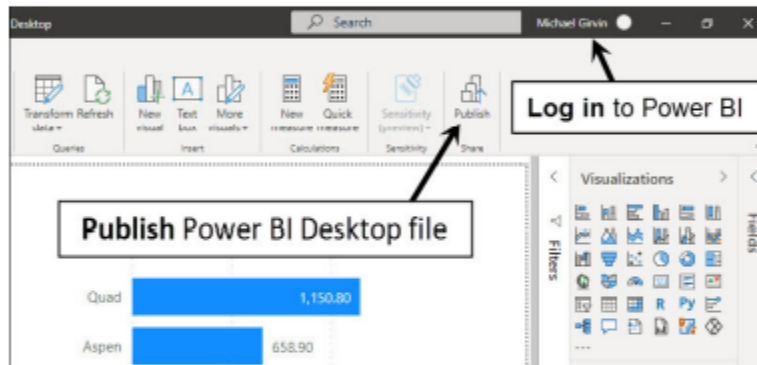 Desktop
Search
Michael Girvin
Transform Refresh
data
New Text More
visual box visuals
New Quick
measure measure
Sensitivity
(preview)
Publish
Queries
Insert
Calculations
Sensitivity
Share
Log in to Power BI
Publish Power BI Desktop file
Visualizations
Filters
Fields
Quad 1,150.80
Aspen 658.90
R Py